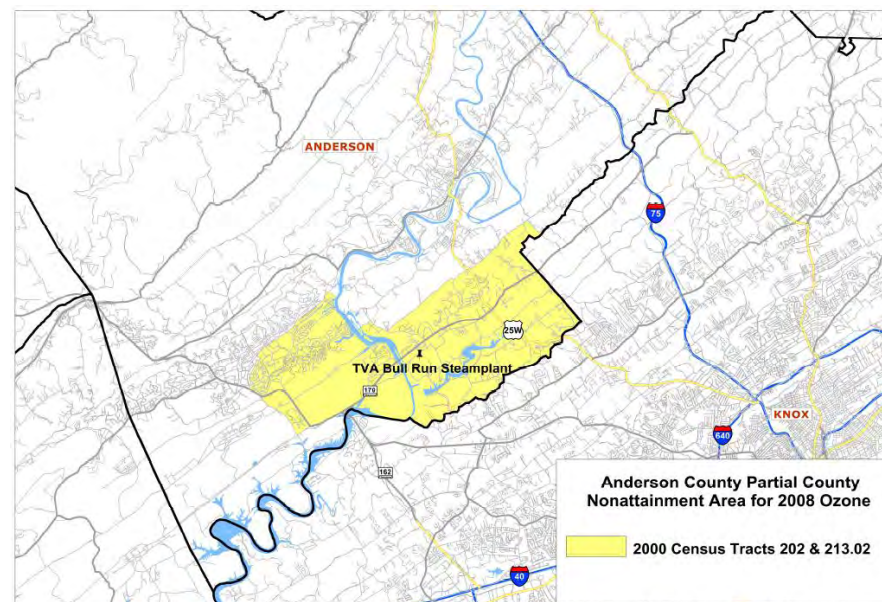 ANDERSON
75
25W
TVA Bull Run Steamplant
170
KNOX
640
162
40
Anderson County Partial County
Nonattainment Area for 2008 Ozone
2000 Census Tracts 202 & 213.02